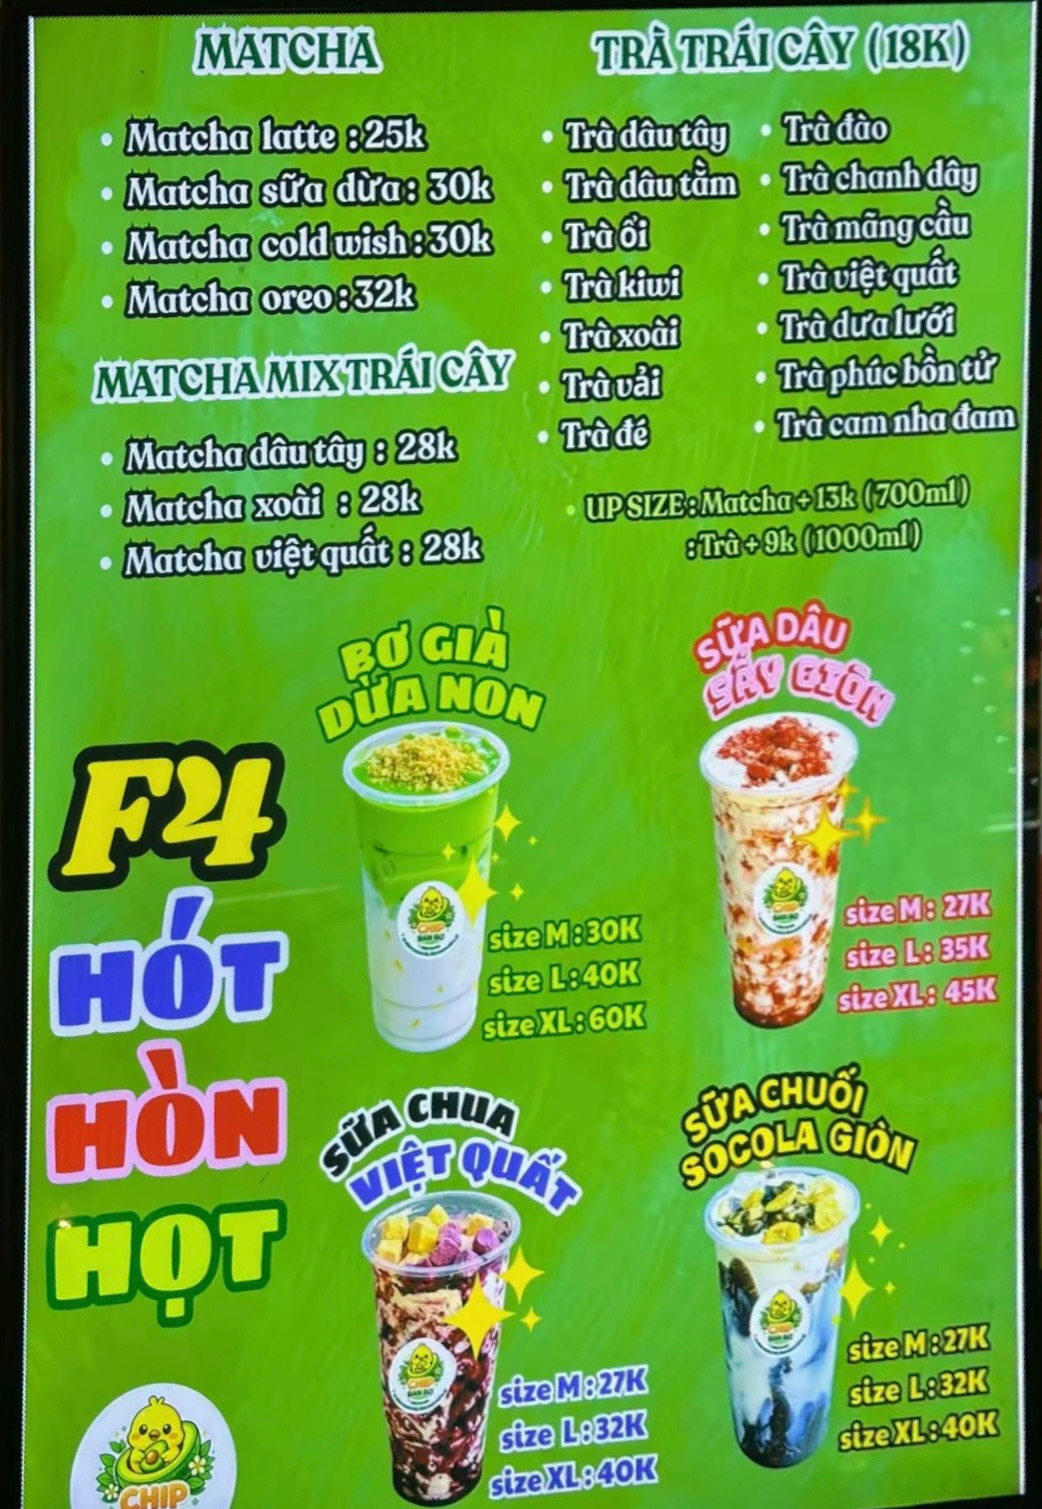 MATCHA
• Matcha latte : 25k
• Matcha sữa dừa : 30k
• Matcha cold wish : 30k
• Matcha oreo : 32k
MATCHA MIX TRÁI CÂY
• Matcha dâu tây : 28k
• Matcha xoài : 28k
• Matcha việt quất : 28k
TRÀ TRÁI CÂY (18K)
• Trà dâu tây
• Trà dâu tằm
• Trà ổi
• Trà kiwi
• Trà xoài
• Trà vải
• Trà đé
• Trà đào
• Trà chanh dây
• Trà mãng cầu
• Trà việt quất
• Trà dưa lưới
• Trà phúc bồn tử
• Trà cam nha đam
• UP SIZE : Matcha + 13k (700ml)
: Trà + 9k (1000ml)
F4
HÓT
HÒN
HỌT
BƠ GIÀ
DỪA NON
CHIP
size M : 30K
size L : 40K
size XL : 60K
SỮA DÂU
SẤY GIÒN
CHIP
size M : 27K
size L : 35K
size XL : 45K
SỮA CHUA
VIỆT QUẤT
CHIP
size M : 27K
size L : 32K
size XL : 40K
SỮA CHUỐI
SOCOLA GIÒN
CHIP
size M : 27K
size L : 32K
size XL : 40K
CHIP